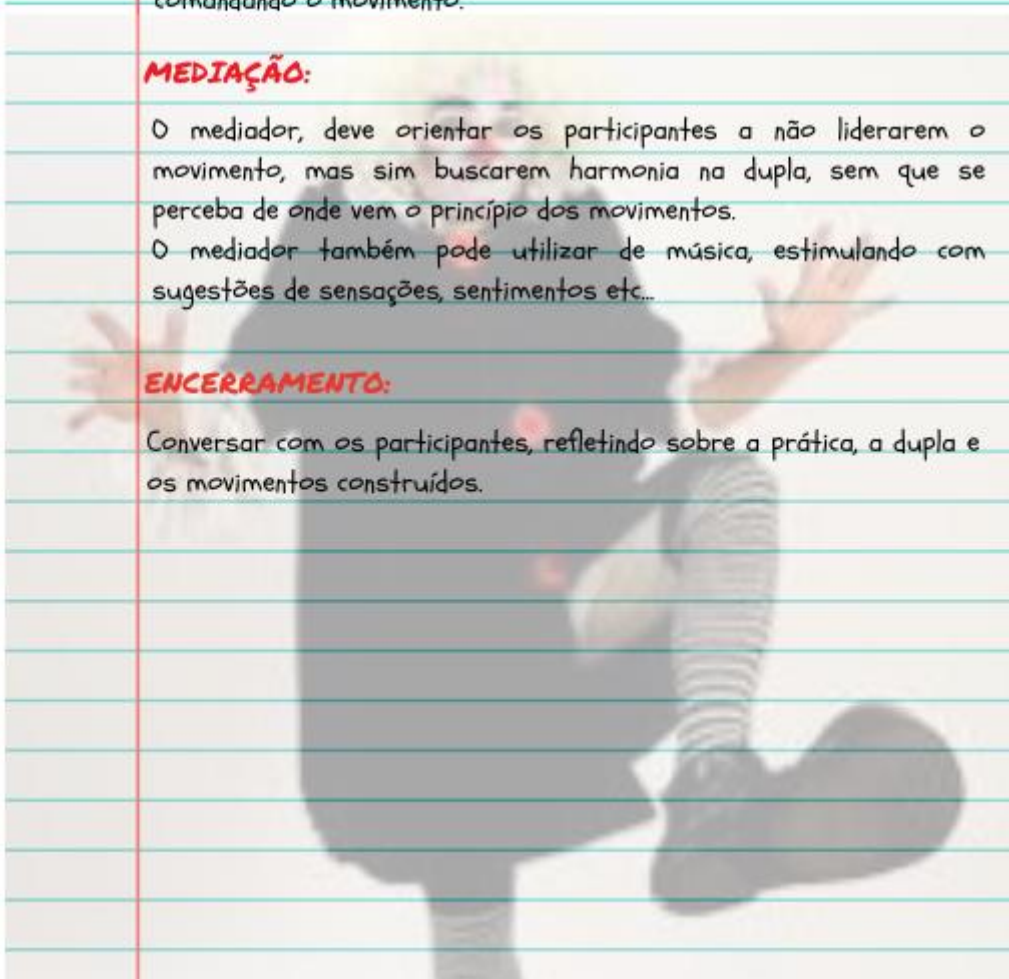 comandando o movimento.
MEDIAÇÃO:
O mediador, deve orientar os participantes a não liderarem o
movimento, mas sim buscarem harmonia na dupla, sem que se
perceba de onde vem o princípio dos movimentos.
O mediador também pode utilizar de música, estimulando com
sugestões de sensações, sentimentos etc...
ENCERRAMENTO:
Conversar com os participantes, refletindo sobre a prática, a dupla e
os movimentos construídos.